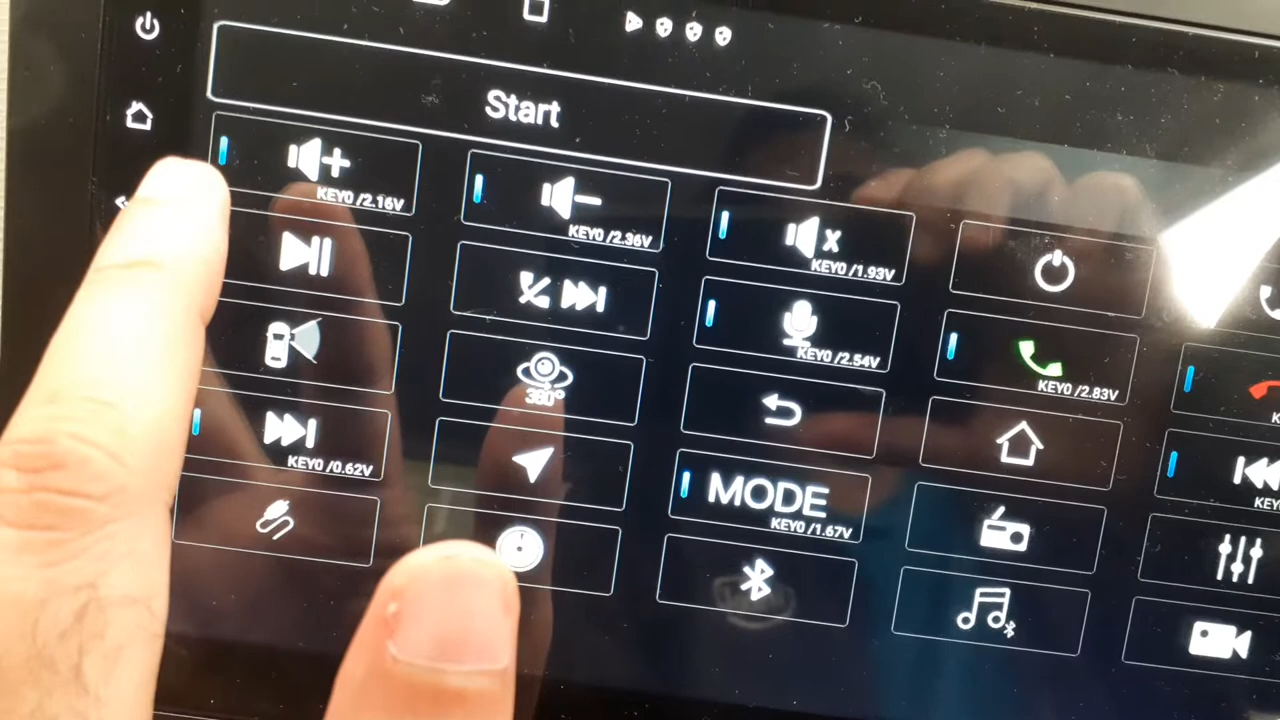 Start
KEY0 /2.16V
KEY0 /2.36V
KEY0 /1.93V
KEY0 /2.54V
KEY0 /2.83V
360°
KEY0 /0.62V
MODE
KEY0 /1.67V